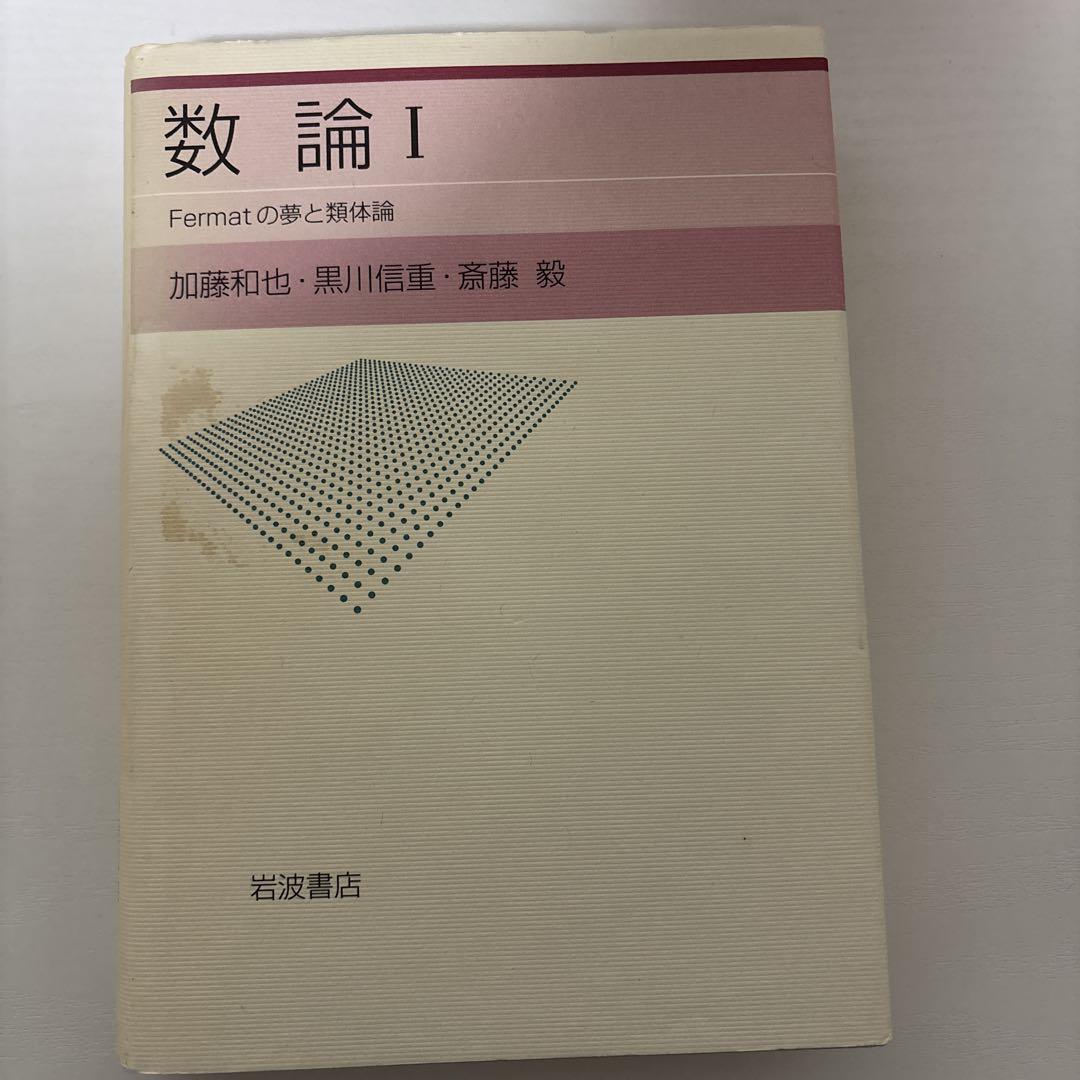 数 論 I
Fermatの夢と類体論
加藤和也・黒川信重・斎藤 毅
岩波書店